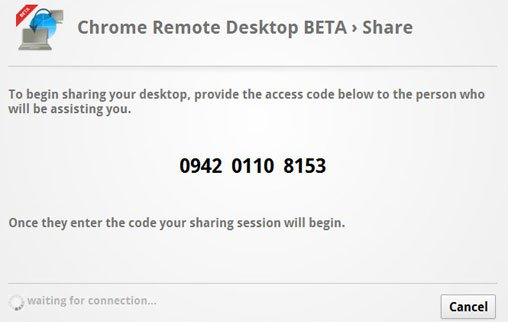 BETA
Chrome Remote Desktop BETA › Share
To begin sharing your desktop, provide the access code below to the person who
will be assisting you.
0942 0110 8153
Once they enter the code your sharing session will begin.
waiting for connection...
Cancel